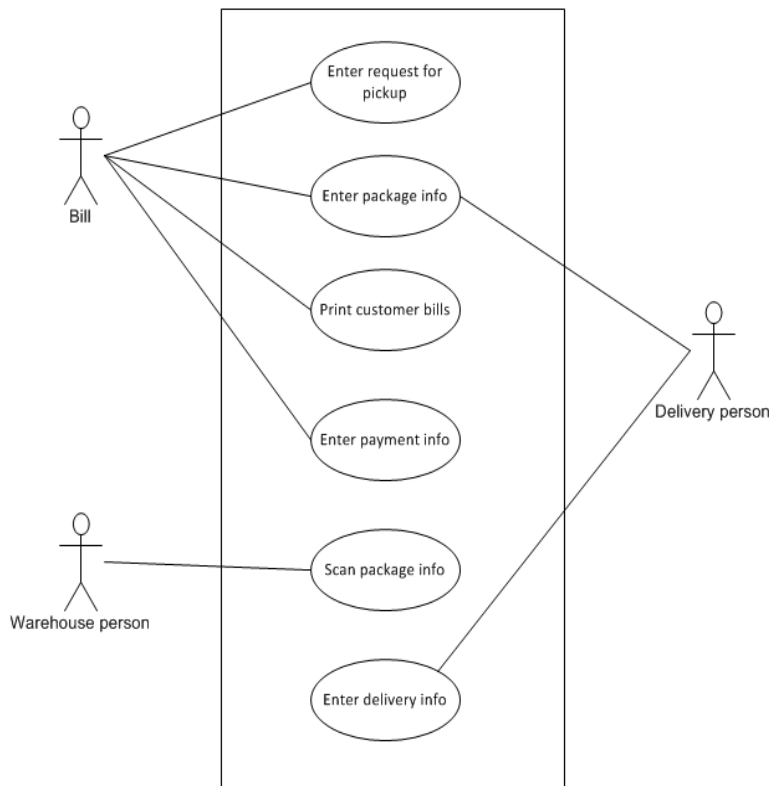 Enter request for
pickup
Bill
Enter package info
Print customer bills
Delivery person
Enter payment info
Scan package info
Warehouse person
Enter delivery info